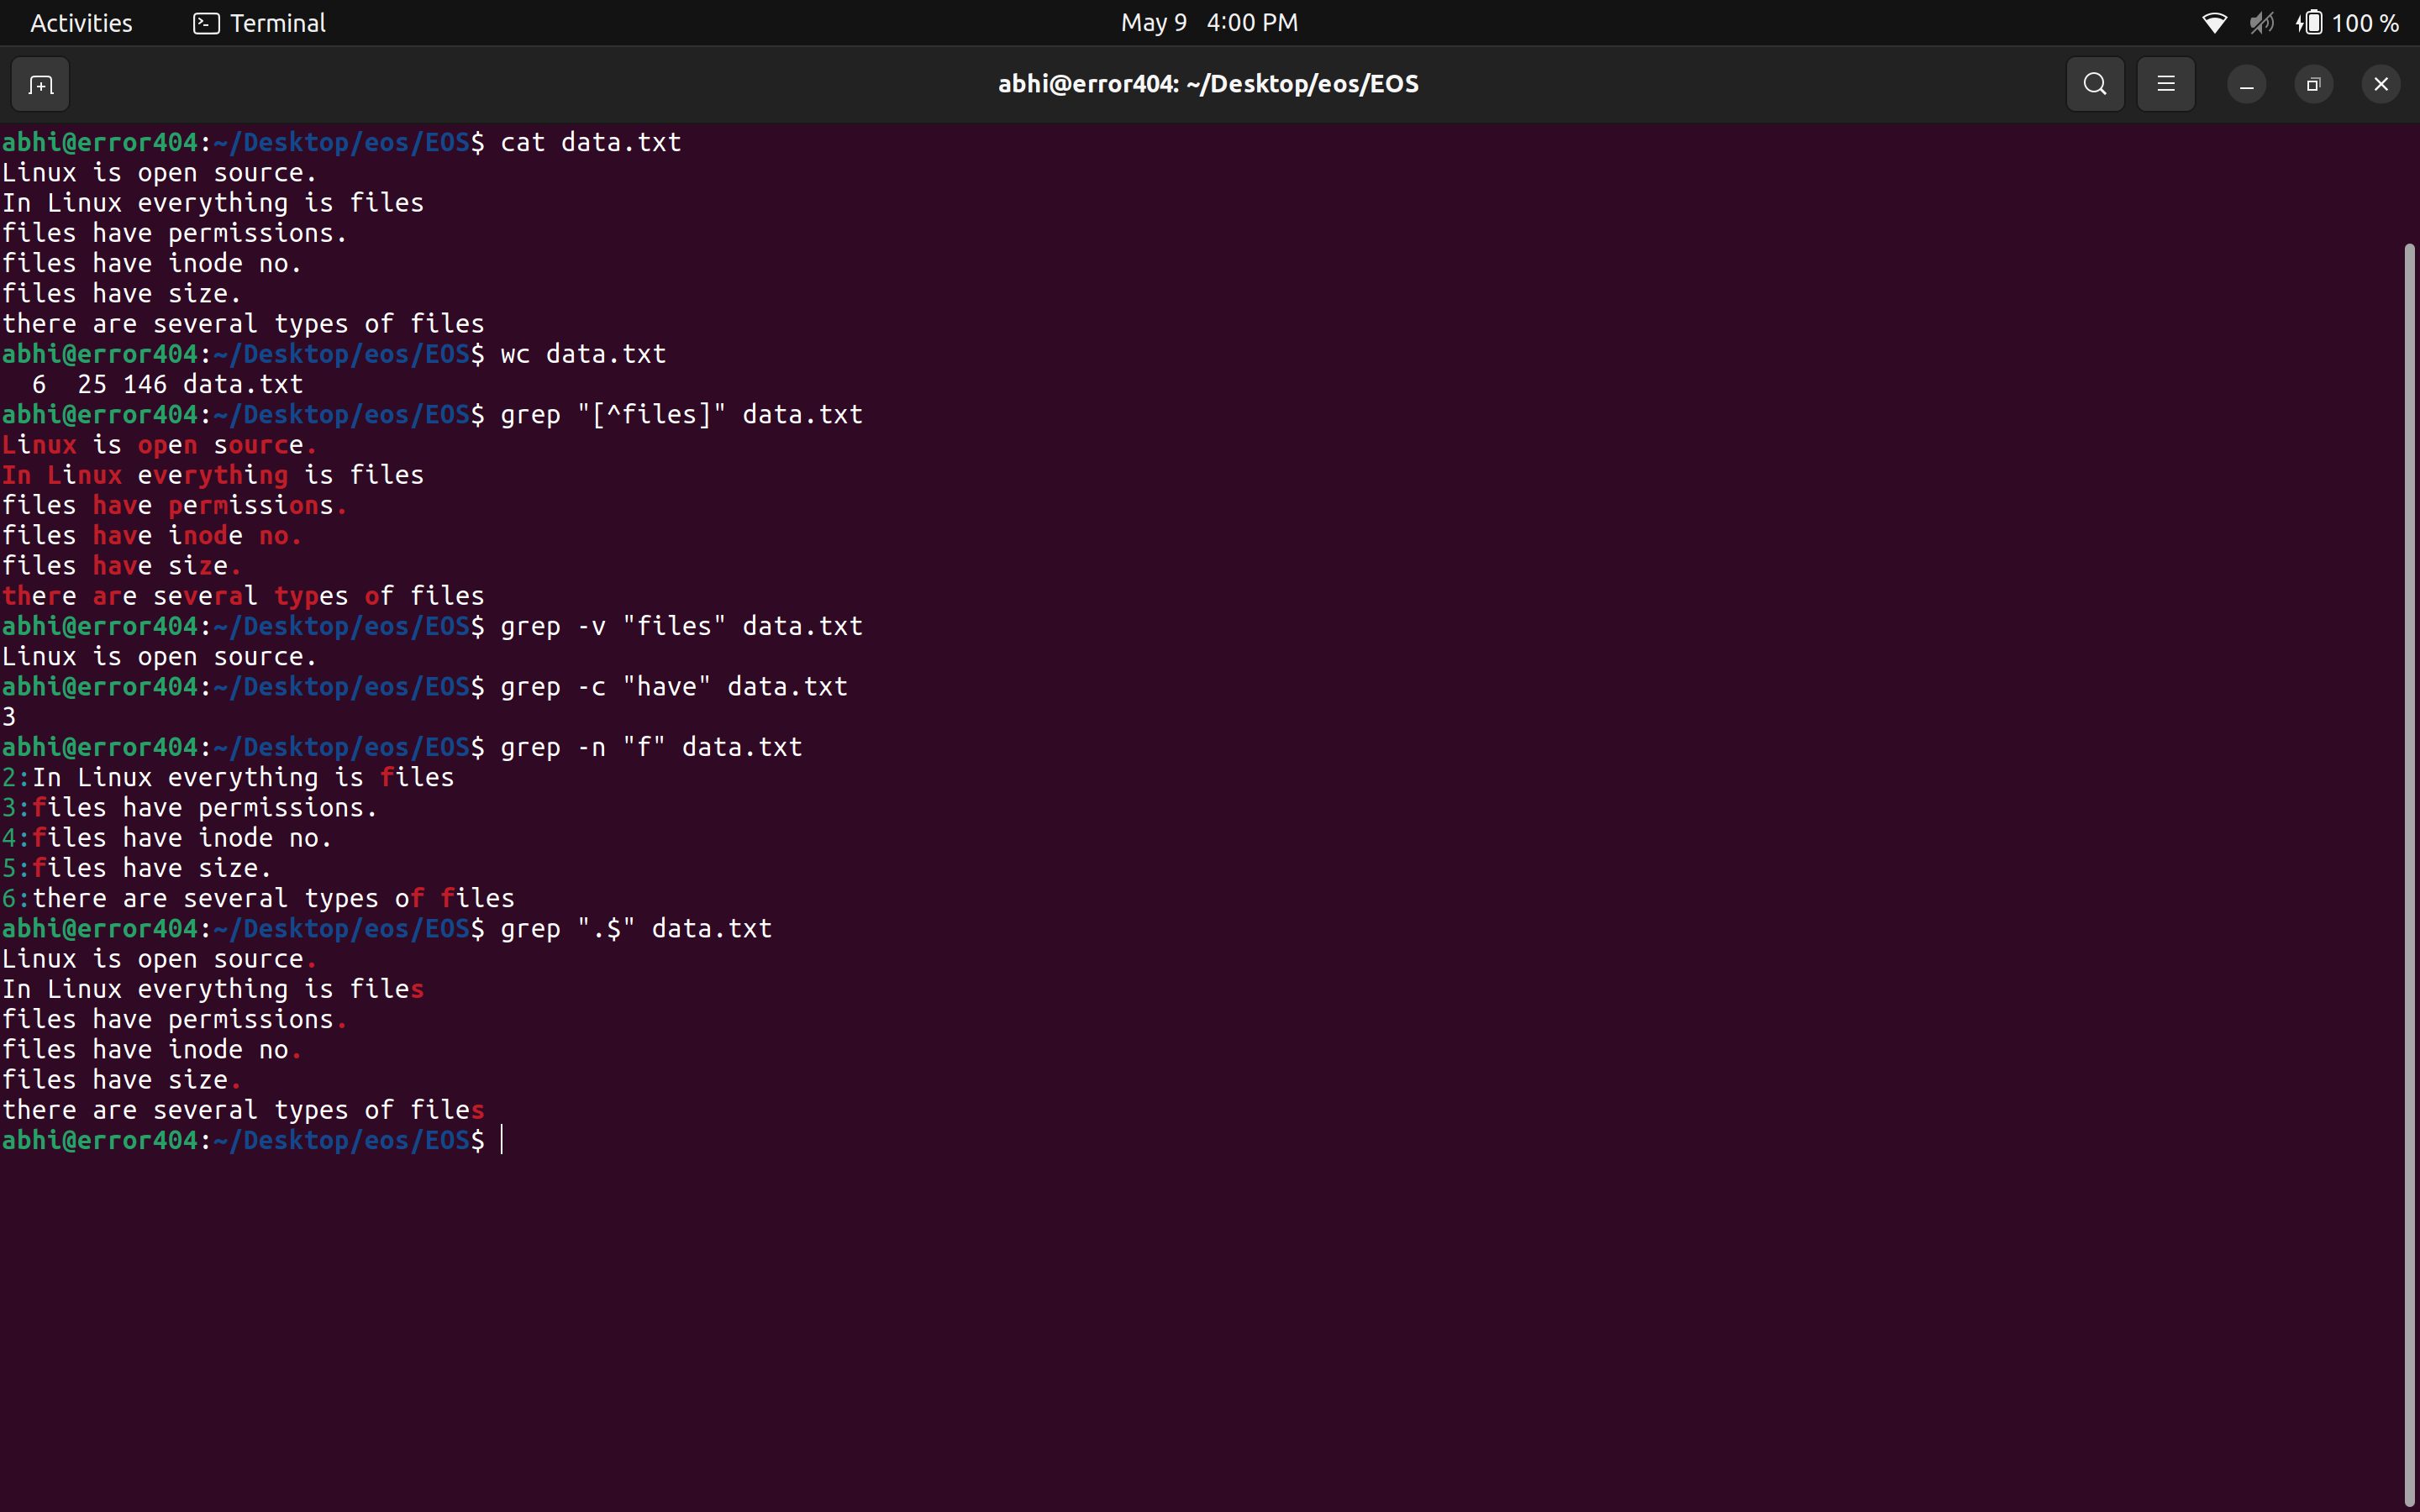 Activities Terminal May 9 4:00 PM 100 %
abhi@error404: ~/Desktop/eos/EOS
abhi@error404:~/Desktop/eos/EOS$ cat data.txt
Linux is open source.
In Linux everything is files
files have permissions.
files have inode no.
files have size.
there are several types of files
abhi@error404:~/Desktop/eos/EOS$ wc data.txt
  6  25 146 data.txt
abhi@error404:~/Desktop/eos/EOS$ grep "[^files]" data.txt
Linux is open source.
In Linux everything is files
files have permissions.
files have inode no.
files have size.
there are several types of files
abhi@error404:~/Desktop/eos/EOS$ grep -v "files" data.txt
Linux is open source.
abhi@error404:~/Desktop/eos/EOS$ grep -c "have" data.txt
3
abhi@error404:~/Desktop/eos/EOS$ grep -n "f" data.txt
2:In Linux everything is files
3:files have permissions.
4:files have inode no.
5:files have size.
6:there are several types of files
abhi@error404:~/Desktop/eos/EOS$ grep ".$" data.txt
Linux is open source.
In Linux everything is files
files have permissions.
files have inode no.
files have size.
there are several types of files
abhi@error404:~/Desktop/eos/EOS$